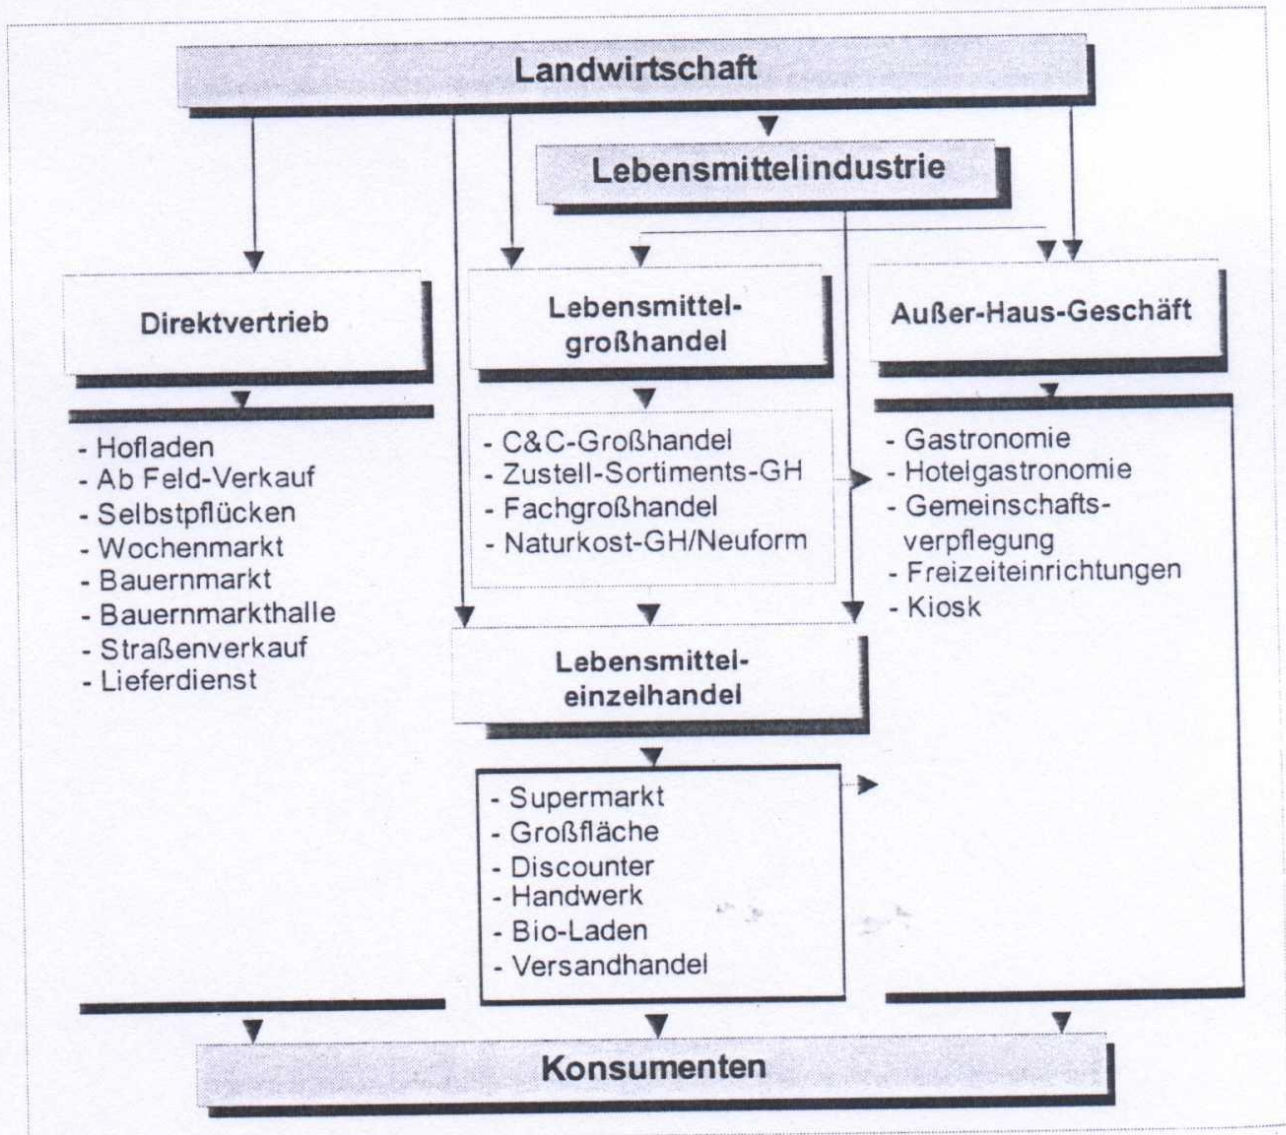 Landwirtschaft
Lebensmittelindustrie
Direktvertrieb
Lebensmittel-
großhandel
Außer-Haus-Geschäft
- Hofladen
- Ab Feld-Verkauf
- Selbstpflücken
- Wochenmarkt
- Bauernmarkt
- Bauernmarkthalle
- Straßenverkauf
- Lieferdienst
- C&C-Großhandel
- Zustell-Sortiments-GH
- Fachgroßhandel
- Naturkost-GH/Neuform
- Gastronomie
- Hotelgastronomie
- Gemeinschafts-
verpflegung
- Freizeiteinrichtungen
- Kiosk
Lebensmittel-
einzelhandel
- Supermarkt
- Großfläche
- Discounter
- Handwerk
- Bio-Laden
- Versandhandel
Konsumenten